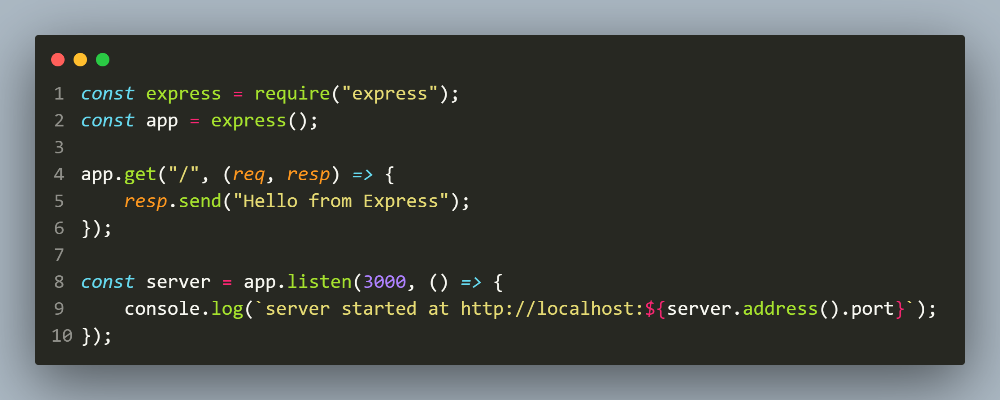 1 const express = require("express");
2 const app = express();
3
4 app.get("/", (req, resp) => {
5     resp.send("Hello from Express");
6 });
7
8 const server = app.listen(3000, () => {
9     console.log(`server started at http://localhost:${server.address().port}`);
10 });